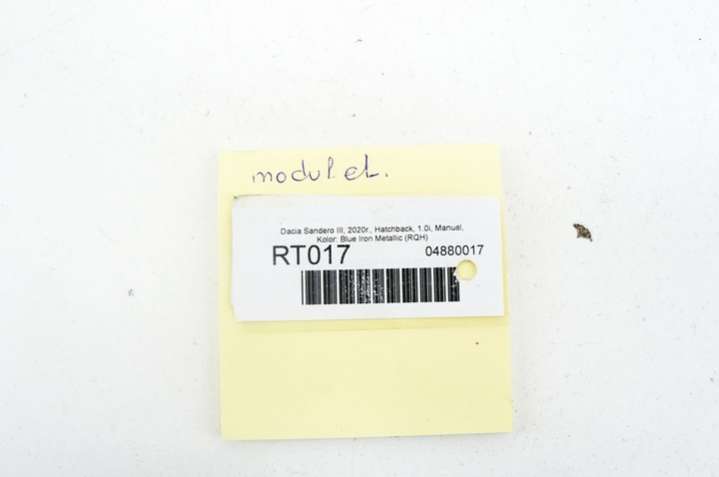 modul el.
Dacia Sandero III, 2020r., Hatchback, 1.0i, Manual,
Kolor: Blue Iron Metallic (RQH)
RT017 04880017